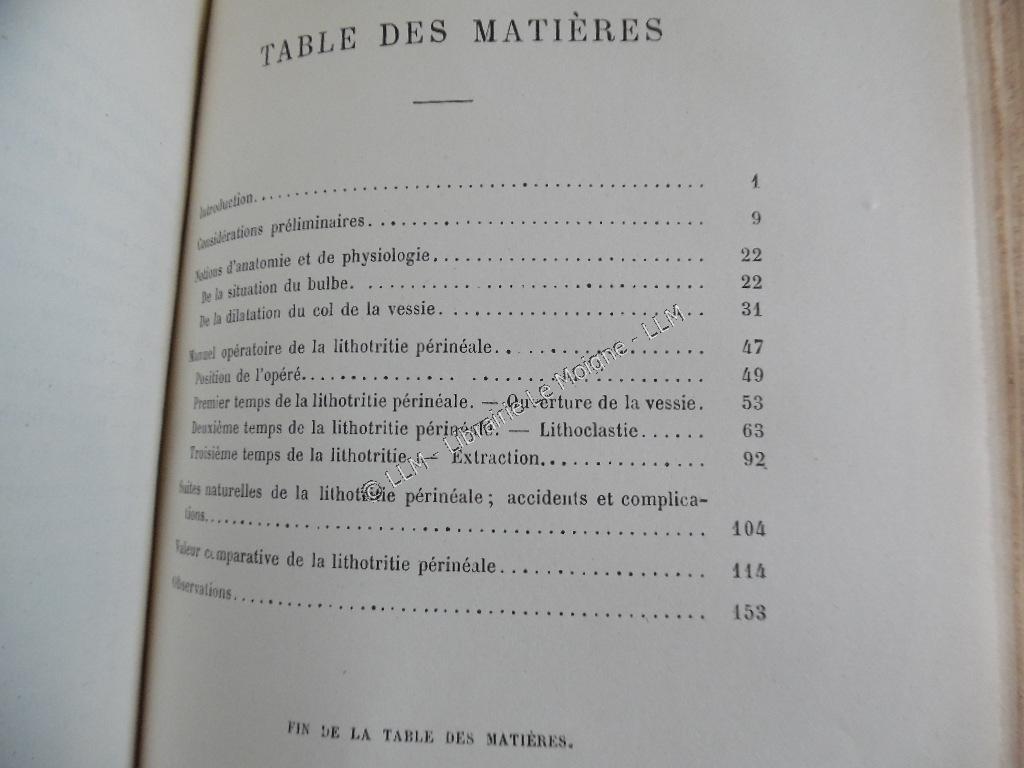 TABLE DES MATIÈRES
Introduction. . . . . . . . . . . . . . . . . . . . . . . . . . . . . . . . . . . . . 1
Considérations préliminaires. . . . . . . . . . . . . . . . . . . . . . . . . . . 9
Notions d'anatomie et de physiologie. . . . . . . . . . . . . . . . . . . . . . 22
De la situation du bulbe. . . . . . . . . . . . . . . . . . . . . . . . . . . . 22
De la dilatation du col de la vessie. . . . . . . . . . . . . . . . . . . . . . 31
Manuel opératoire de la lithotritie périnéale. . . . . . . . . . . . . . . . . 47
Position de l'opéré. . . . . . . . . . . . . . . . . . . . . . . . . . . . . . 49
Premier temps de la lithotritie périnéale. — Ouverture de la vessie. 53
Deuxième temps de la lithotritie périnéale. — Lithoclastie. . . . . . 63
Troisième temps de la lithotritie. — Extraction. . . . . . . . . . . . . 92
Suites naturelles de la lithotritie périnéale ; accidents et complica-
tions. . . . . . . . . . . . . . . . . . . . . . . . . . . . . . . . . . . . . 104
Valeur comparative de la lithotritie périnéale. . . . . . . . . . . . . . . . 114
Observations. . . . . . . . . . . . . . . . . . . . . . . . . . . . . . . . . . 153
FIN DE LA TABLE DES MATIÈRES.
© LLM - Librairie Le Moigne - LLM